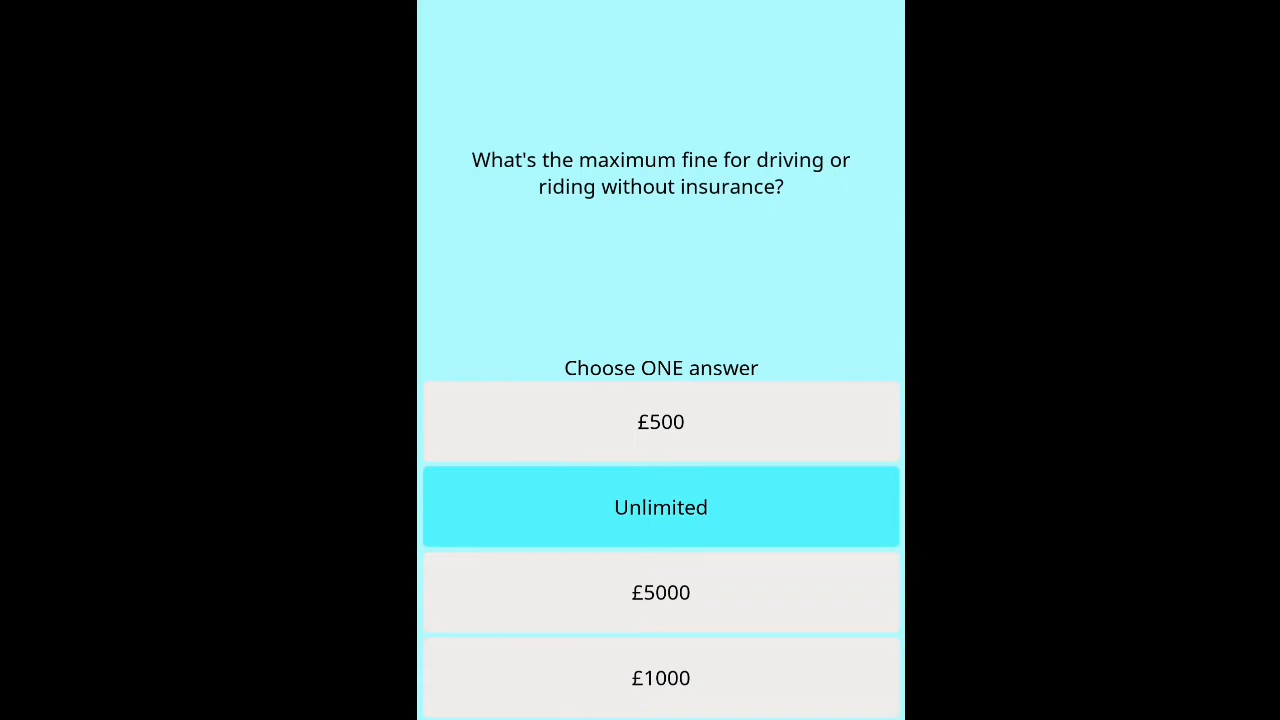 What's the maximum fine for driving or
riding without insurance?
Choose ONE answer
£500
Unlimited
£5000
£1000